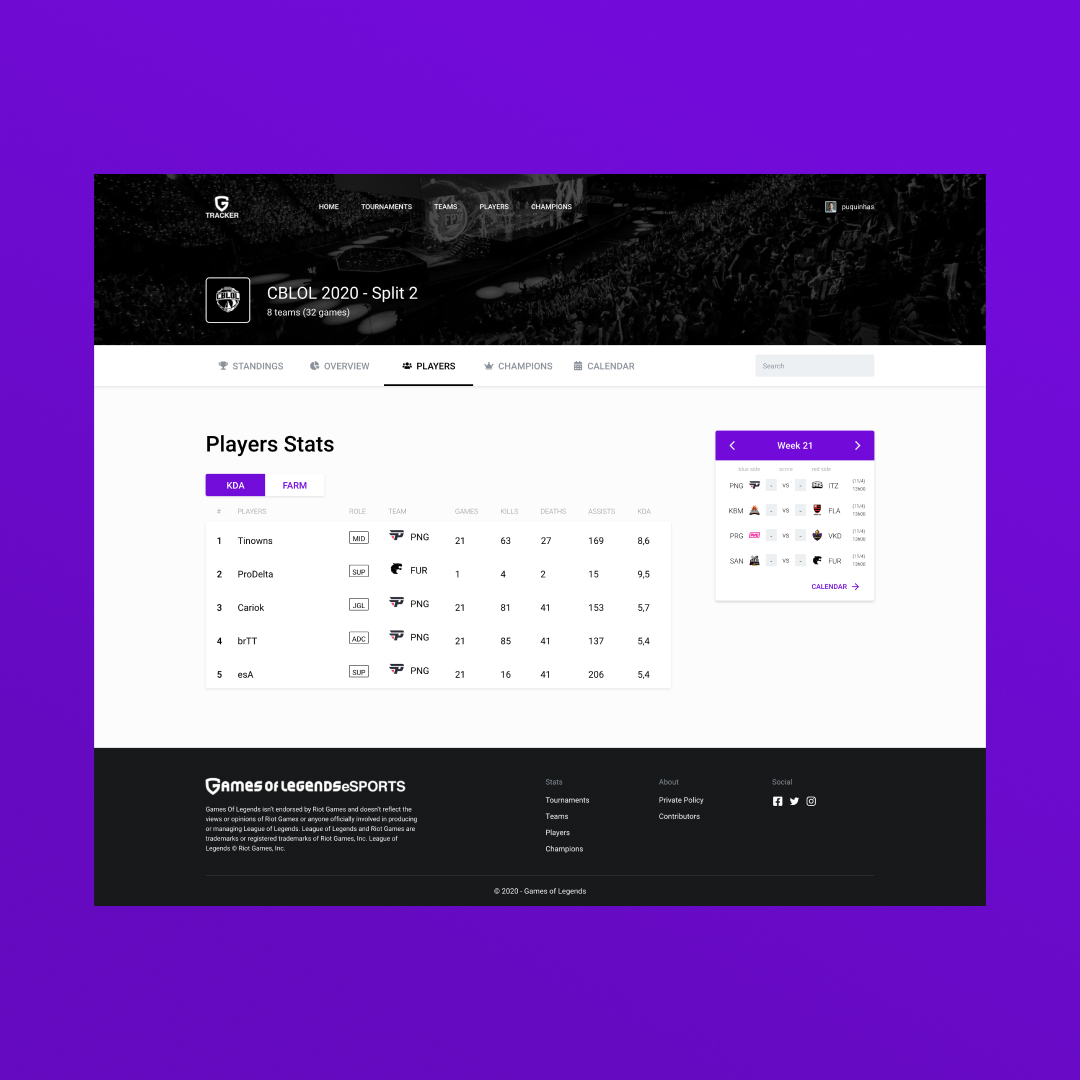 G
TRACKER
HOME TOURNAMENTS TEAMS PLAYERS CHAMPIONS
puquinhas
CBLOL
CBLOL 2020 - Split 2
8 teams (32 games)
STANDINGS OVERVIEW PLAYERS CHAMPIONS CALENDAR
Search
Players Stats
KDA FARM
# PLAYERS ROLE TEAM GAMES KILLS DEATHS ASSISTS KDA
1 Tinowns MID PNG 21 63 27 169 8,6
2 ProDelta SUP FUR 1 4 2 15 9,5
3 Cariok JGL PNG 21 81 41 153 5,7
4 brTT ADC PNG 21 85 41 137 5,4
5 esA SUP PNG 21 16 41 206 5,4
Week 21
blue side score red side
PNG - vs - ITZ (11/4) 13h00
KBM - vs - FLA (11/4) 13h00
PRG - vs - VKD (11/4) 13h00
SAN - vs - FUR (11/4) 13h00
CALENDAR
GAMES OF LEGENDS eSPORTS
Games Of Legends isn't endorsed by Riot Games and doesn't reflect the
views or opinions of Riot Games or anyone officially involved in producing
or managing League of Legends. League of Legends and Riot Games are
trademarks or registered trademarks of Riot Games, Inc. League of
Legends © Riot Games, Inc.
Stats
Tournaments
Teams
Players
Champions
About
Private Policy
Contributors
Social
© 2020 - Games of Legends